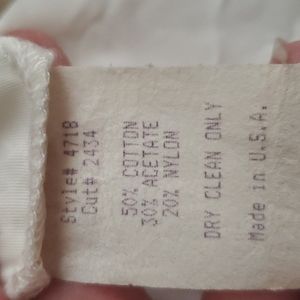 Style# 4718
Cut# 2434
50% COTTON
30% ACETATE
20% NYLON
DRY CLEAN ONLY
Made in U.S.A.